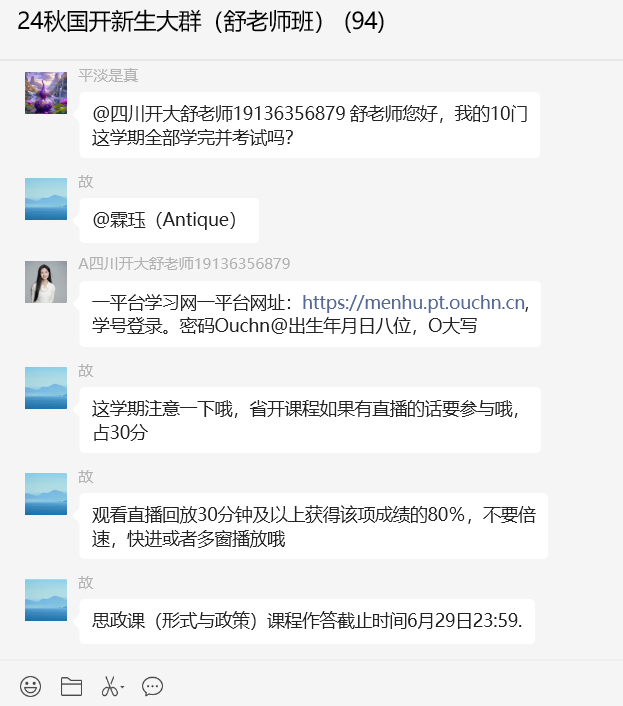 24秋国开新生大群（舒老师班） (94)
平淡是真
@四川开大舒老师19136356879 舒老师您好，我的10门
这学期全部学完并考试吗?
故
@霖珏（Antique）
A四川开大舒老师19136356879
一平台学习网一平台网址：https://menhu.pt.ouchn.cn,
学号登录。密码Ouchn@出生年月日八位，O大写
故
这学期注意一下哦，省开课程如果有直播的话要参与哦，
占30分
故
观看直播回放30分钟及以上获得该项成绩的80%，不要倍
速，快进或者多窗播放哦
故
思政课（形式与政策）课程作答截止时间6月29日23:59.